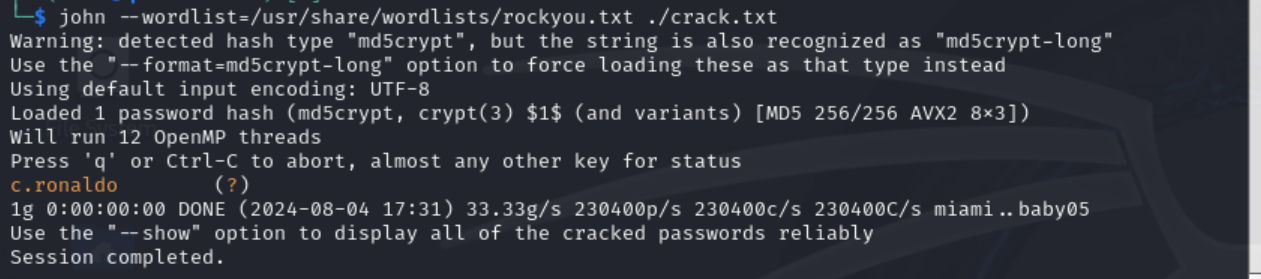 └─$ john --wordlist=/usr/share/wordlists/rockyou.txt ./crack.txt
Warning: detected hash type "md5crypt", but the string is also recognized as "md5crypt-long"
Use the "--format=md5crypt-long" option to force loading these as that type instead
Using default input encoding: UTF-8
Loaded 1 password hash (md5crypt, crypt(3) $1$ (and variants) [MD5 256/256 AVX2 8×3])
Will run 12 OpenMP threads
Press 'q' or Ctrl-C to abort, almost any other key for status
c.ronaldo        (?)
1g 0:00:00:00 DONE (2024-08-04 17:31) 33.33g/s 230400p/s 230400c/s 230400C/s miami..baby05
Use the "--show" option to display all of the cracked passwords reliably
Session completed.